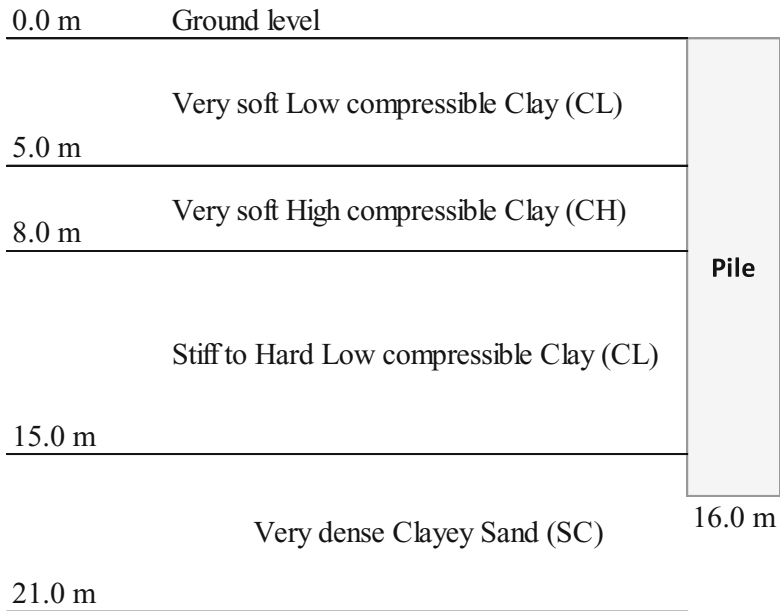 0.0 m Ground level
Very soft Low compressible Clay (CL)
5.0 m
Very soft High compressible Clay (CH)
8.0 m
Pile
Stiff to Hard Low compressible Clay (CL)
15.0 m
16.0 m
Very dense Clayey Sand (SC)
21.0 m